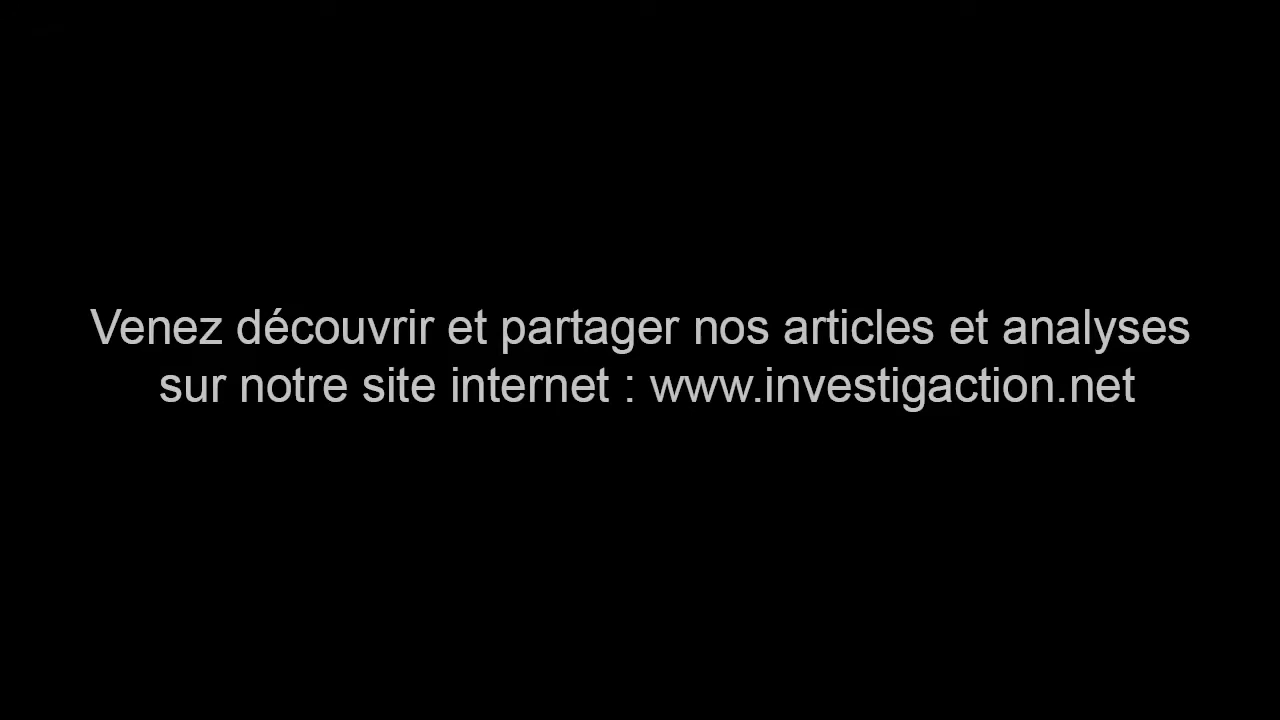 Venez découvrir et partager nos articles et analyses
sur notre site internet : www.investigaction.net